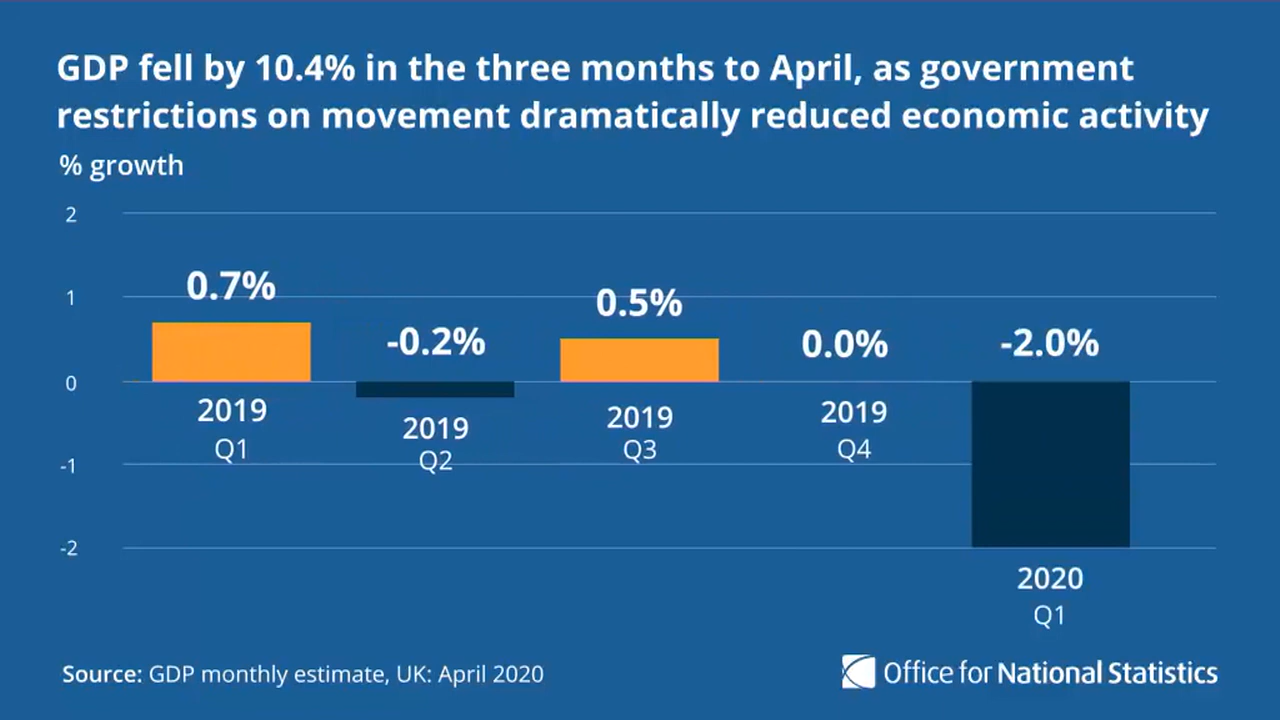 GDP fell by 10.4% in the three months to April, as government
restrictions on movement dramatically reduced economic activity
% growth
2
1
0
-1
-2
0.7%
-0.2%
0.5%
0.0%
-2.0%
2019
Q1
2019
Q2
2019
Q3
2019
Q4
2020
Q1
Source: GDP monthly estimate, UK: April 2020
Office for National Statistics